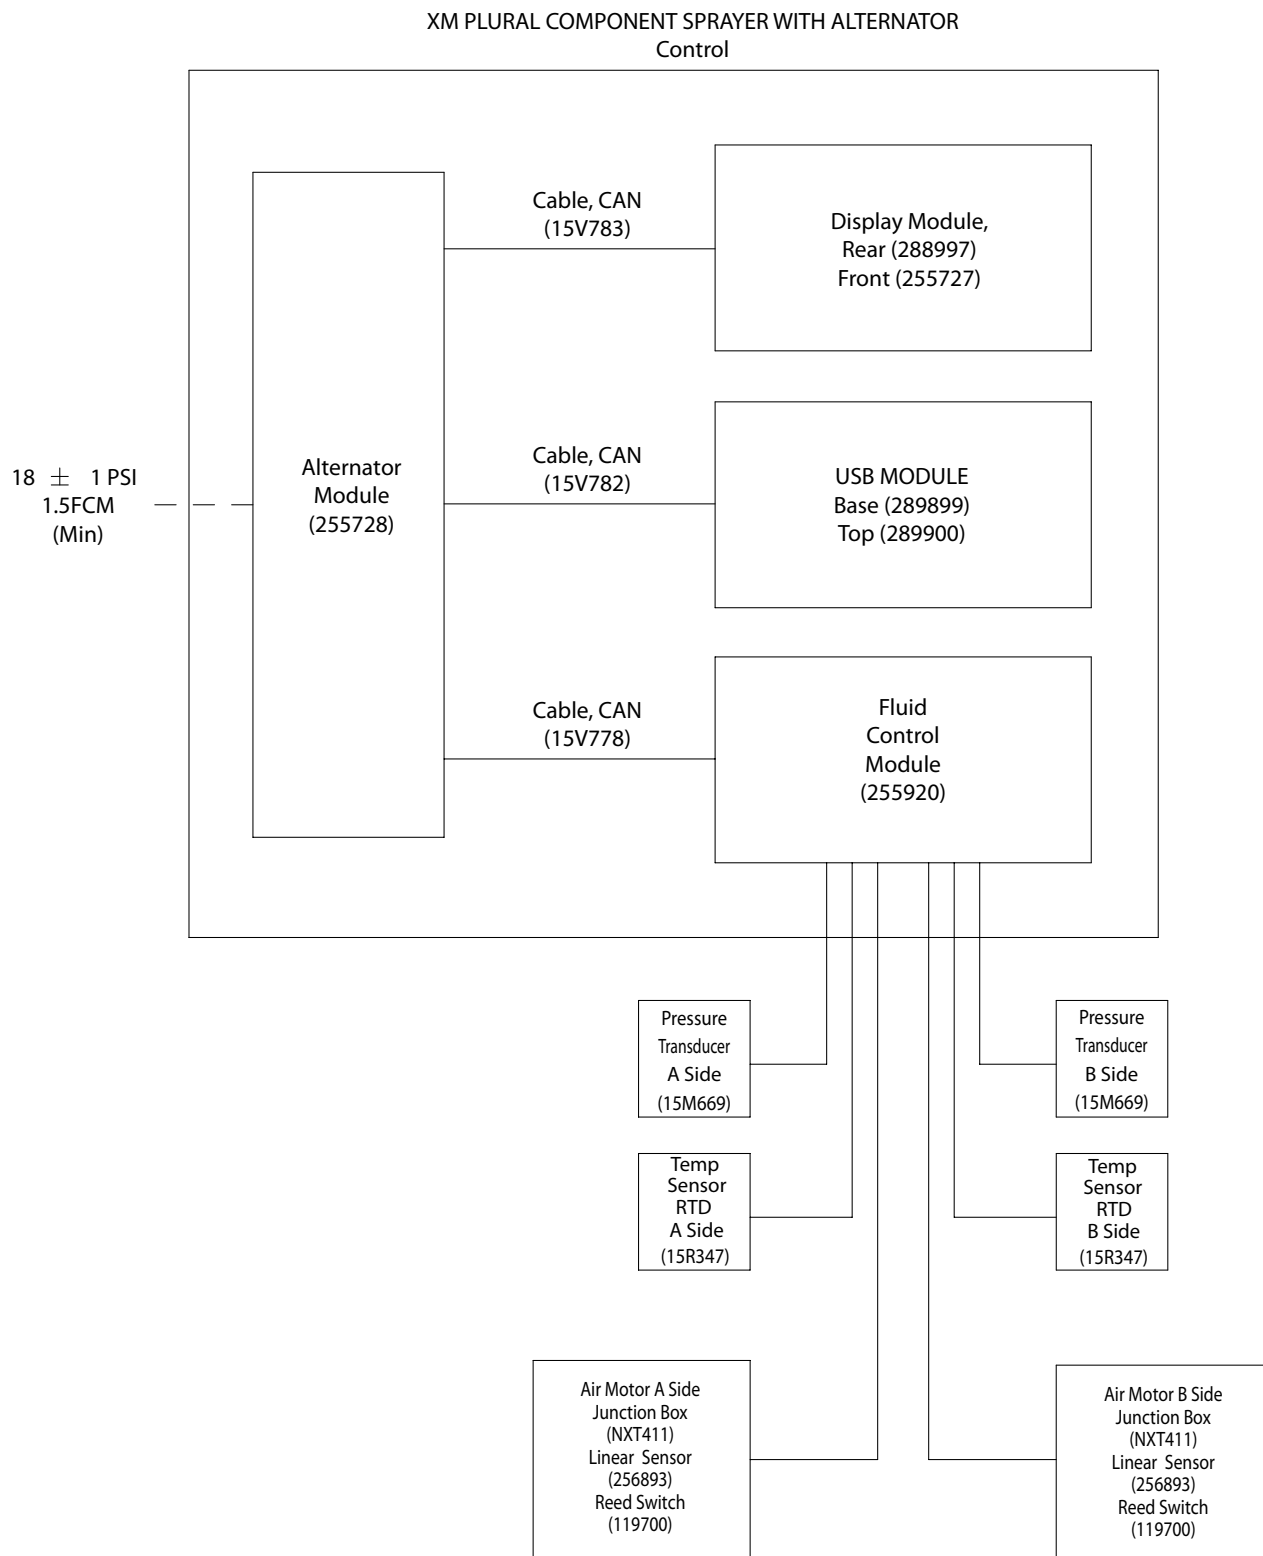 XM PLURAL COMPONENT SPRAYER WITH ALTERNATOR
Control
Cable, CAN
(15V783)
Display Module,
Rear (288997)
Front (255727)
18 ± 1 PSI
1.5FCM
(Min)
Alternator
Module
(255728)
Cable, CAN
(15V782)
USB MODULE
Base (289899)
Top (289900)
Cable, CAN
(15V778)
Fluid
Control
Module
(255920)
Pressure
Transducer
A Side
(15M669)
Pressure
Transducer
B Side
(15M669)
Temp
Sensor
RTD
A Side
(15R347)
Temp
Sensor
RTD
B Side
(15R347)
Air Motor A Side
Junction Box
(NXT411)
Linear Sensor
(256893)
Reed Switch
(119700)
Air Motor B Side
Junction Box
(NXT411)
Linear Sensor
(256893)
Reed Switch
(119700)